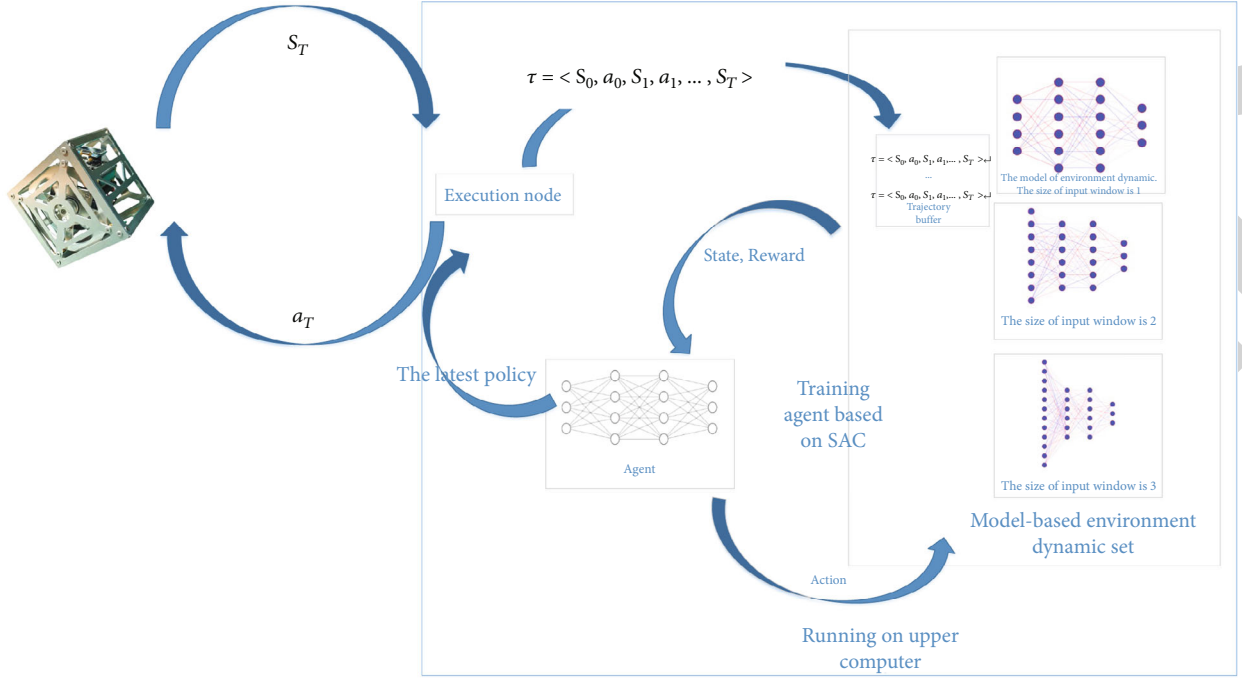 S_T
τ = < S_0, a_0, S_1, a_1, ... , S_T >
Execution node
a_T
The latest policy
State, Reward
Agent
Training
agent based
on SAC
Action
Running on upper
computer
τ = < S_0, a_0, S_1, a_1,... , S_T >↵
...
τ = < S_0, a_0, S_1, a_1,... , S_T >↵
Trajectory
buffer
The model of environment dynamic.
The size of input window is 1
The size of input window is 2
The size of input window is 3
Model-based environment
dynamic set